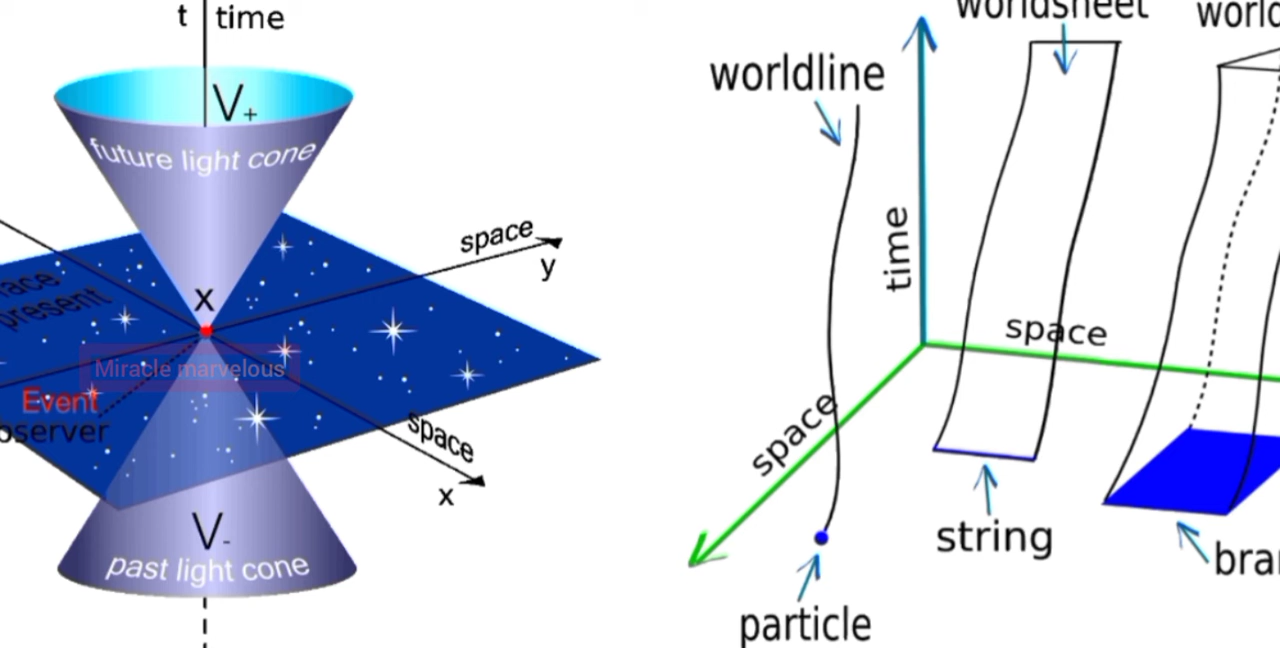 t time
V+
future light cone
space
y
x
present
Miracle marvelous
Event
space
x
V-
past light cone
worldsheet
worldline
time
space
space
string
particle